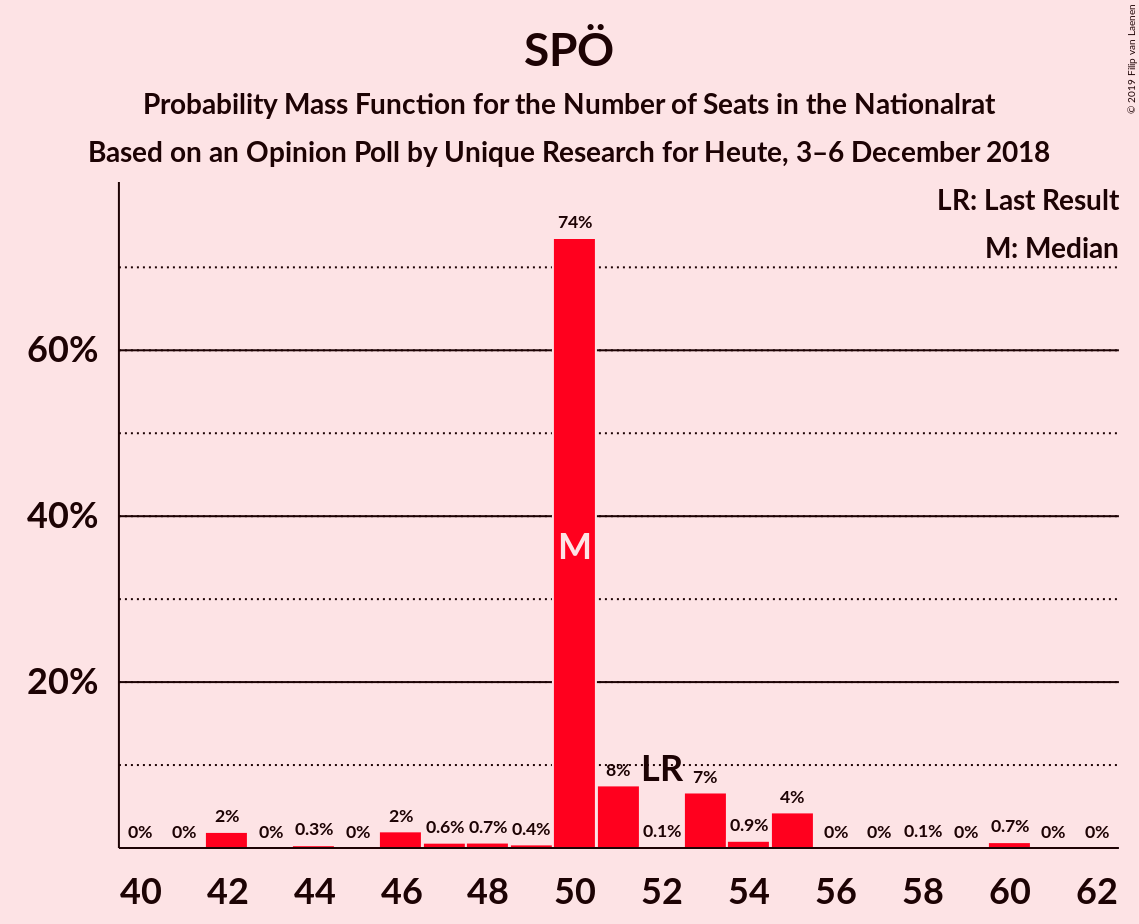 SPÖ
Probability Mass Function for the Number of Seats in the Nationalrat
Based on an Opinion Poll by Unique Research for Heute, 3–6 December 2018
© 2019 Filip van Laenen
LR: Last Result
M: Median
60%
40%
20%
0% 0% 2% 0% 0.3% 0% 2% 0.6% 0.7% 0.4% 74% 8% 0.1% 7% 0.9% 4% 0% 0% 0.1% 0% 0.7% 0% 0%
M
LR
40 42 44 46 48 50 52 54 56 58 60 62